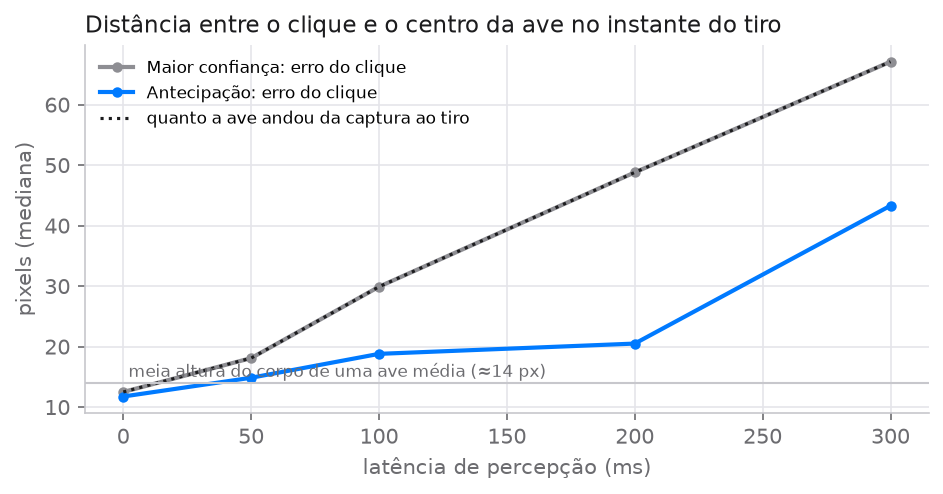 Distância entre o clique e o centro da ave no instante do tiro
Maior confiança: erro do clique
Antecipação: erro do clique
quanto a ave andou da captura ao tiro
pixels (mediana)
60
50
40
30
20
10
meia altura do corpo de uma ave média (≈14 px)
0
50
100
150
200
250
300
latência de percepção (ms)